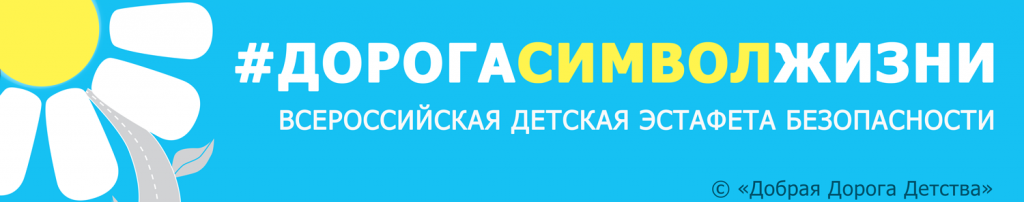 #ДОРОГАСИМВОЛЖИЗНИ
ВСЕРОССИЙСКАЯ ДЕТСКАЯ ЭСТАФЕТА БЕЗОПАСНОСТИ
© «Добрая Дорога Детства»